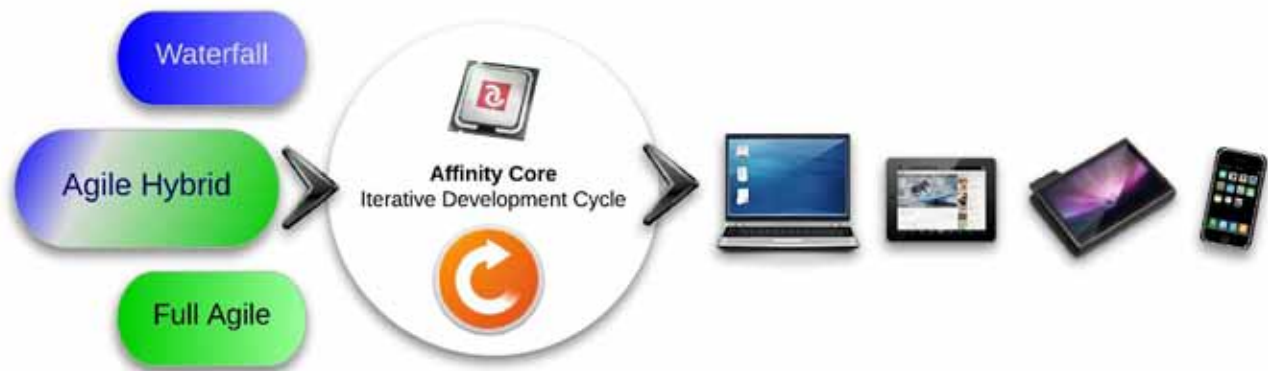 Waterfall
Agile Hybrid
Full Agile
Affinity Core
Iterative Development Cycle